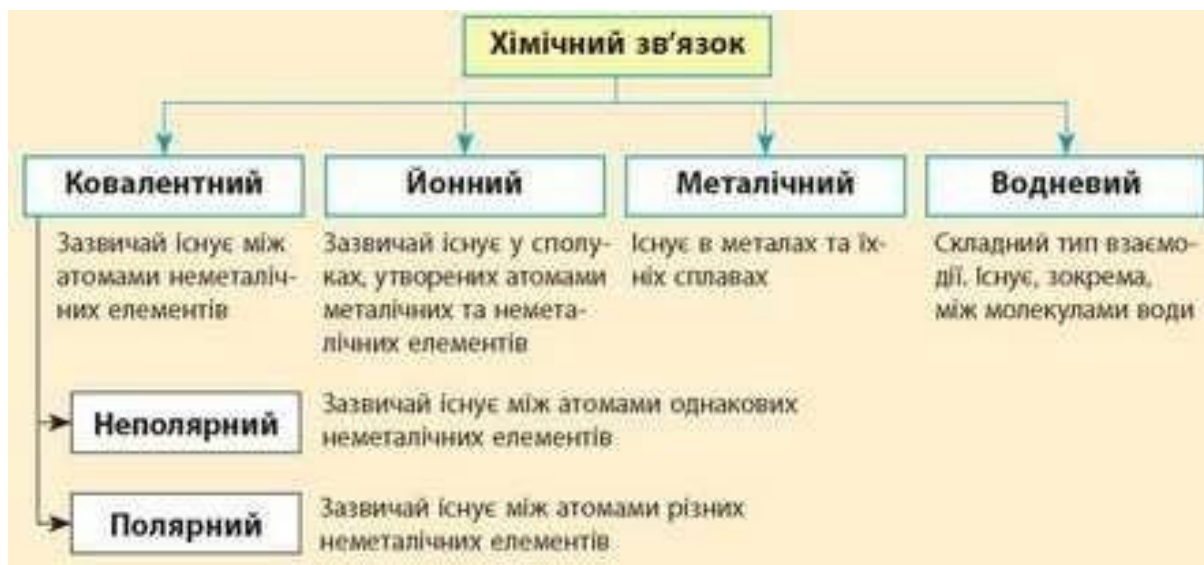 Хімічний зв'язок
Ковалентний
Зазвичай існує між
атомами неметаліч-
них елементів
Йонний
Зазвичай існує у сполу-
ках, утворених атомами
металічних та немета-
лічних елементів
Металічний
Існує в металах та їх-
ніх сплавах
Водневий
Складний тип взаємо-
дії. Існує, зокрема,
між молекулами води
Неполярний
Зазвичай існує між атомами однакових
неметалічних елементів
Полярний
Зазвичай існує між атомами різних
неметалічних елементів